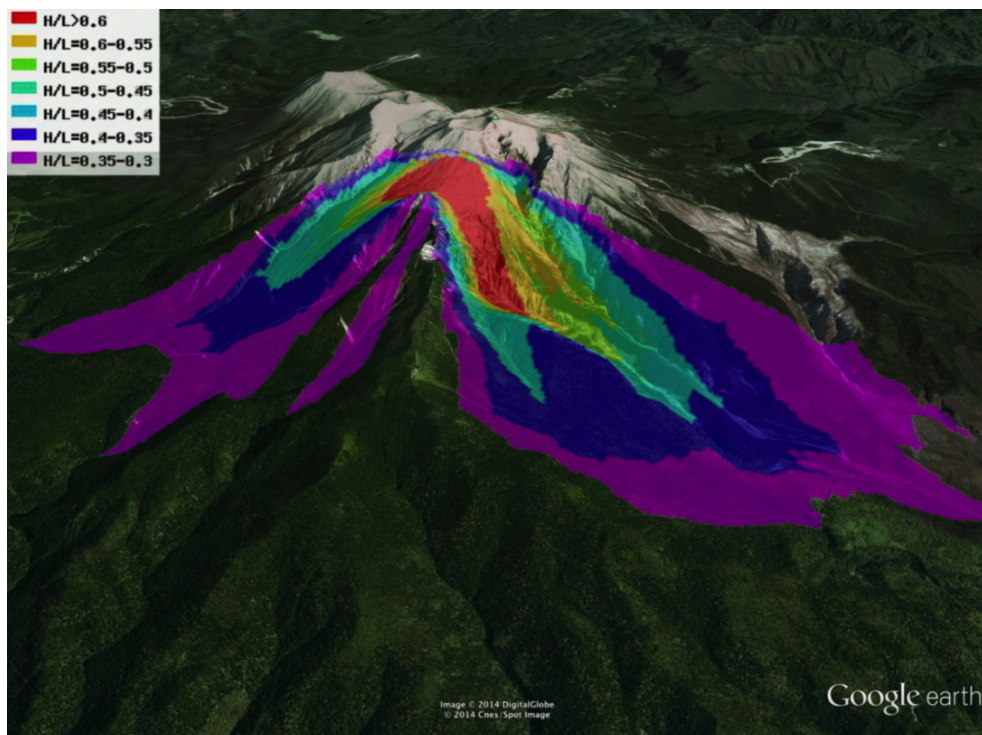 H/L>0.6
H/L=0.6-0.55
H/L=0.55-0.5
H/L=0.5-0.45
H/L=0.45-0.4
H/L=0.4-0.35
H/L=0.35-0.3
Image © 2014 DigitalGlobe
© 2014 Cnes/Spot Image
Google earth